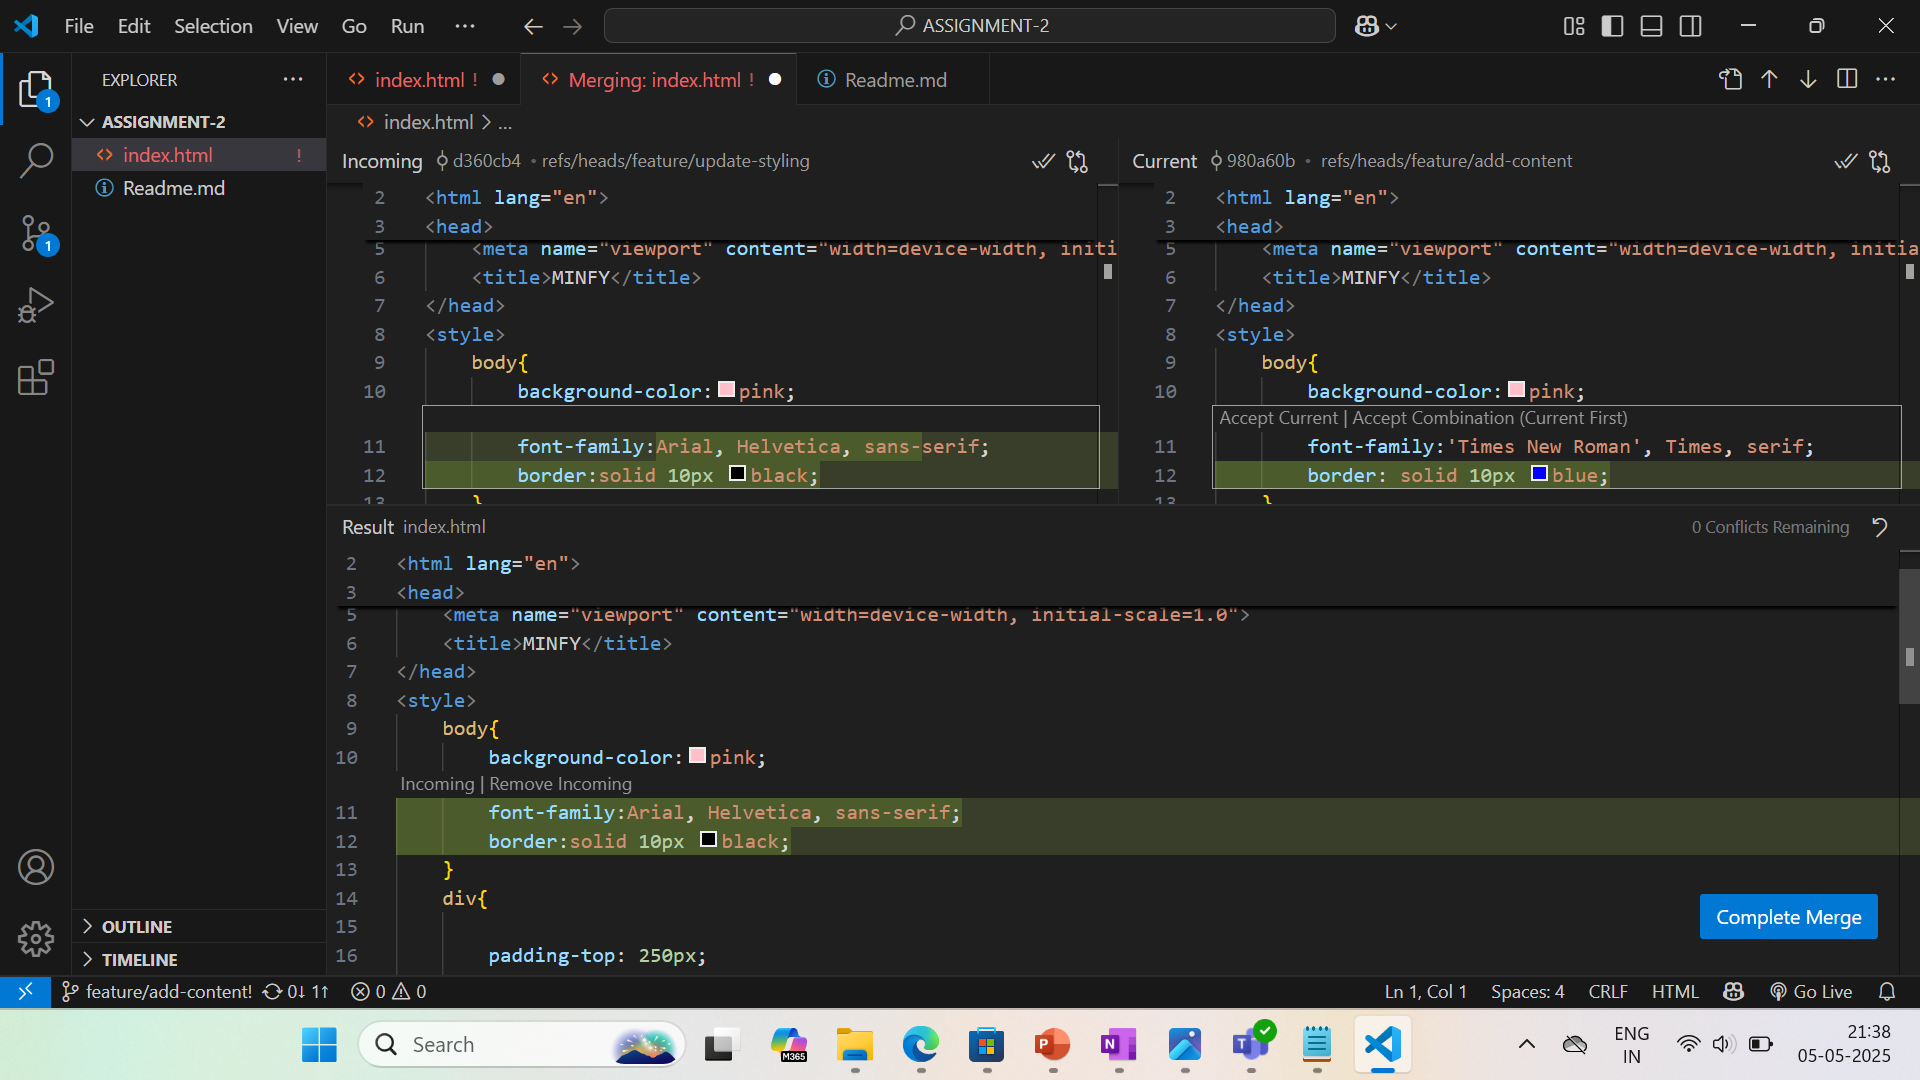 File Edit Selection View Go Run ··· ASSIGNMENT-2
EXPLORER ···
1
ASSIGNMENT-2
index.html !
Readme.md
1
OUTLINE
TIMELINE
index.html ! Merging: index.html ! Readme.md
index.html > ...
Incoming d360cb4 • refs/heads/feature/update-styling
2 <html lang="en">
3 <head>
5 <meta name="viewport" content="width=device-width, initi
6 <title>MINFY</title>
7 </head>
8 <style>
9 body{
10 background-color: pink;
11 font-family:Arial, Helvetica, sans-serif;
12 border:solid 10px black;
13 }
Current 980a60b • refs/heads/feature/add-content
2 <html lang="en">
3 <head>
5 <meta name="viewport" content="width=device-width, initia
6 <title>MINFY</title>
7 </head>
8 <style>
9 body{
10 background-color: pink;
Accept Current | Accept Combination (Current First)
11 font-family:'Times New Roman', Times, serif;
12 border: solid 10px blue;
13 }
Result index.html 0 Conflicts Remaining
2 <html lang="en">
3 <head>
5 <meta name="viewport" content="width=device-width, initial-scale=1.0">
6 <title>MINFY</title>
7 </head>
8 <style>
9 body{
10 background-color: pink;
Incoming | Remove Incoming
11 font-family:Arial, Helvetica, sans-serif;
12 border:solid 10px black;
13 }
14 div{
15
16 padding-top: 250px;
Complete Merge
feature/add-content! 0↓ 1↑ 0 0 Ln 1, Col 1 Spaces: 4 CRLF HTML Go Live
Search M365 P N T ENG
IN
21:38
05-05-2025